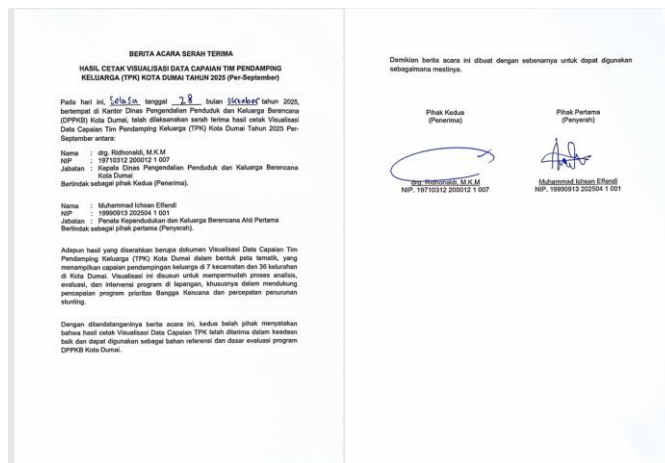 BERITA ACARA SERAH TERIMA
HASIL CETAK VISUALISASI DATA CAPAIAN TIM PENDAMPING
KELUARGA (TPK) KOTA DUMAI TAHUN 2025 (Per-September)
Pada hari ini, Selasa tanggal 28 bulan Oktober tahun 2025,
bertempat di Kantor Dinas Pengendalian Penduduk dan Keluarga Berencana
(DPPKB) Kota Dumai, telah dilaksanakan serah terima hasil cetak Visualisasi
Data Capaian Tim Pendamping Keluarga (TPK) Kota Dumai Tahun 2025 Per-
September antara:
Nama : drg. Ridhonaldi, M.K.M
NIP : 19710312 200012 1 007
Jabatan : Kepala Dinas Pengendalian Penduduk dan Keluarga Berencana
Kota Dumai
Bertindak sebagai pihak Kedua (Penerima).
Nama : Muhammad Ichsan Effendi
NIP : 19990913 202504 1 001
Jabatan : Penata Kependudukan dan Keluarga Berencana Ahli Pertama
Bertindak sebagai pihak pertama (Penyerah).
Adapun hasil yang diserahkan berupa dokumen Visualisasi Data Capaian Tim
Pendamping Keluarga (TPK) Kota Dumai dalam bentuk peta tematik, yang
menampilkan capaian pendampingan keluarga di 7 kecamatan dan 36 kelurahan
di Kota Dumai. Visualisasi ini disusun untuk mempermudah proses analisis,
evaluasi, dan intervensi program di lapangan, khususnya dalam mendukung
pencapaian program prioritas Bangga Kencana dan percepatan penurunan
stunting.
Dengan ditandatanganinya berita acara ini, kedua belah pihak menyatakan
bahwa hasil cetak Visualisasi Data Capaian TPK telah diterima dalam keadaan
baik dan dapat digunakan sebagai bahan referensi dan dasar evaluasi program
DPPKB Kota Dumai.
Demikian berita acara ini dibuat dengan sebenarnya untuk dapat digunakan
sebagaimana mestinya.
Pihak Kedua
(Penerima)
drg. Ridhonaldi, M.K.M
NIP. 19710312 200012 1 007
Pihak Pertama
(Penyerah)
Muhammad Ichsan Effendi
NIP. 19990913 202504 1 001